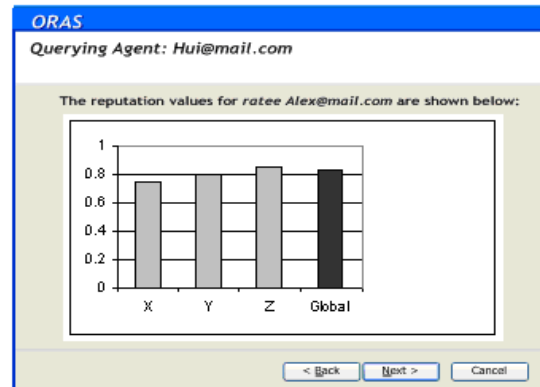 ORAS
Querying Agent: Hui@mail.com
The reputation values for ratee Alex@mail.com are shown below:
1
0.8
0.6
0.4
0.2
0
X Y Z Global
< Back Next > Cancel